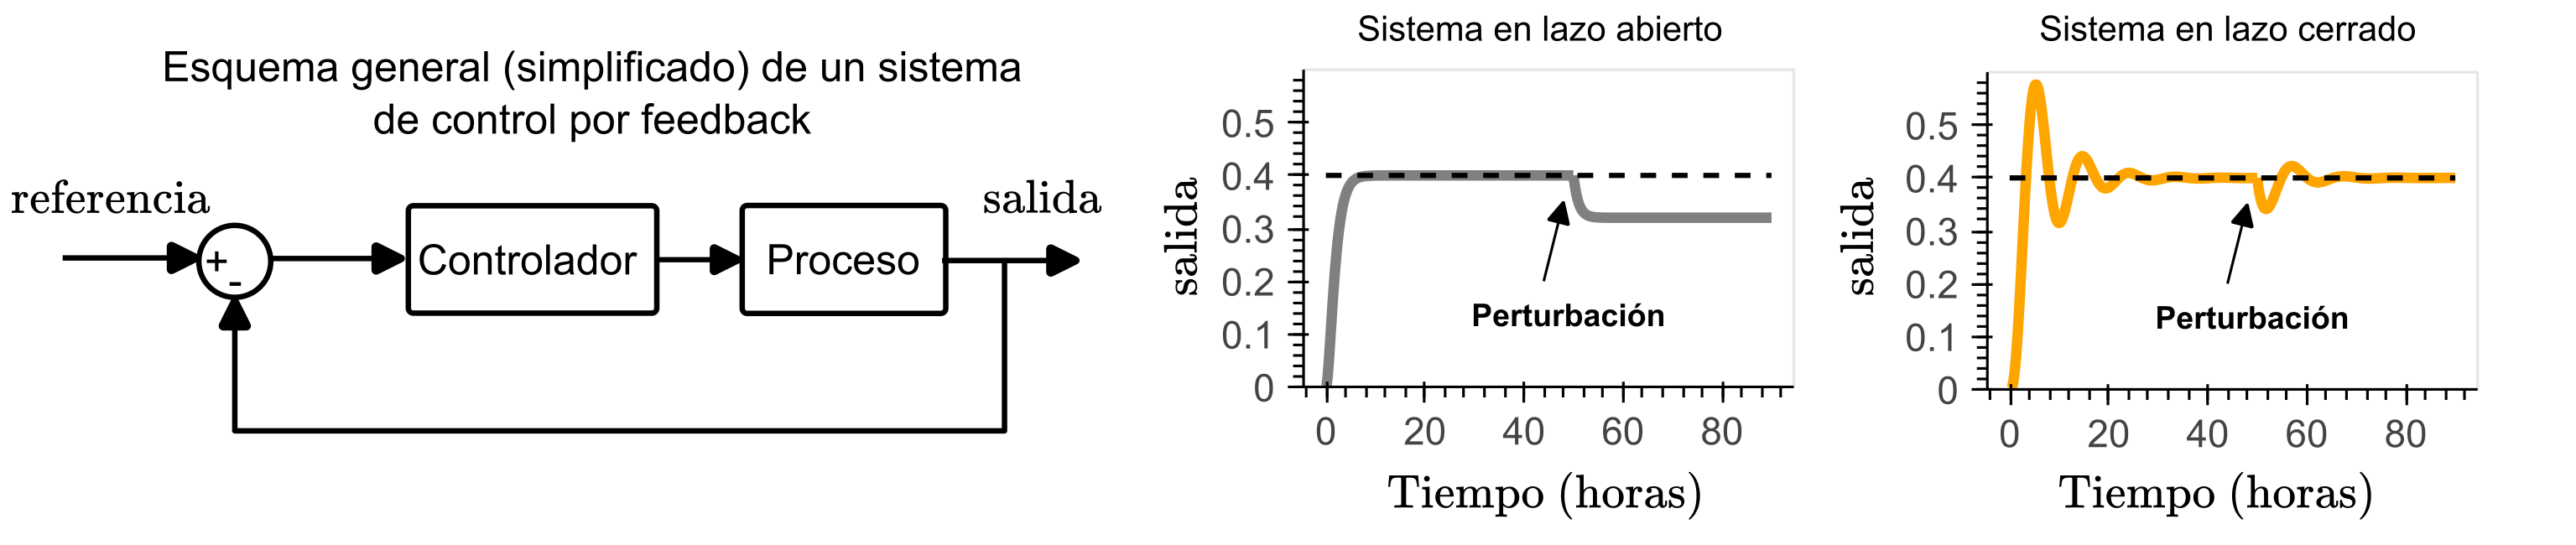 Esquema general (simplificado) de un sistema
de control por feedback
referencia
salida
+
-
Controlador
Proceso
Sistema en lazo abierto
salida
0.5
0.4
0.3
0.2
0.1
0
Perturbación
0 20 40 60 80
Tiempo (horas)
Sistema en lazo cerrado
salida
0.5
0.4
0.3
0.2
0.1
0
Perturbación
0 20 40 60 80
Tiempo (horas)